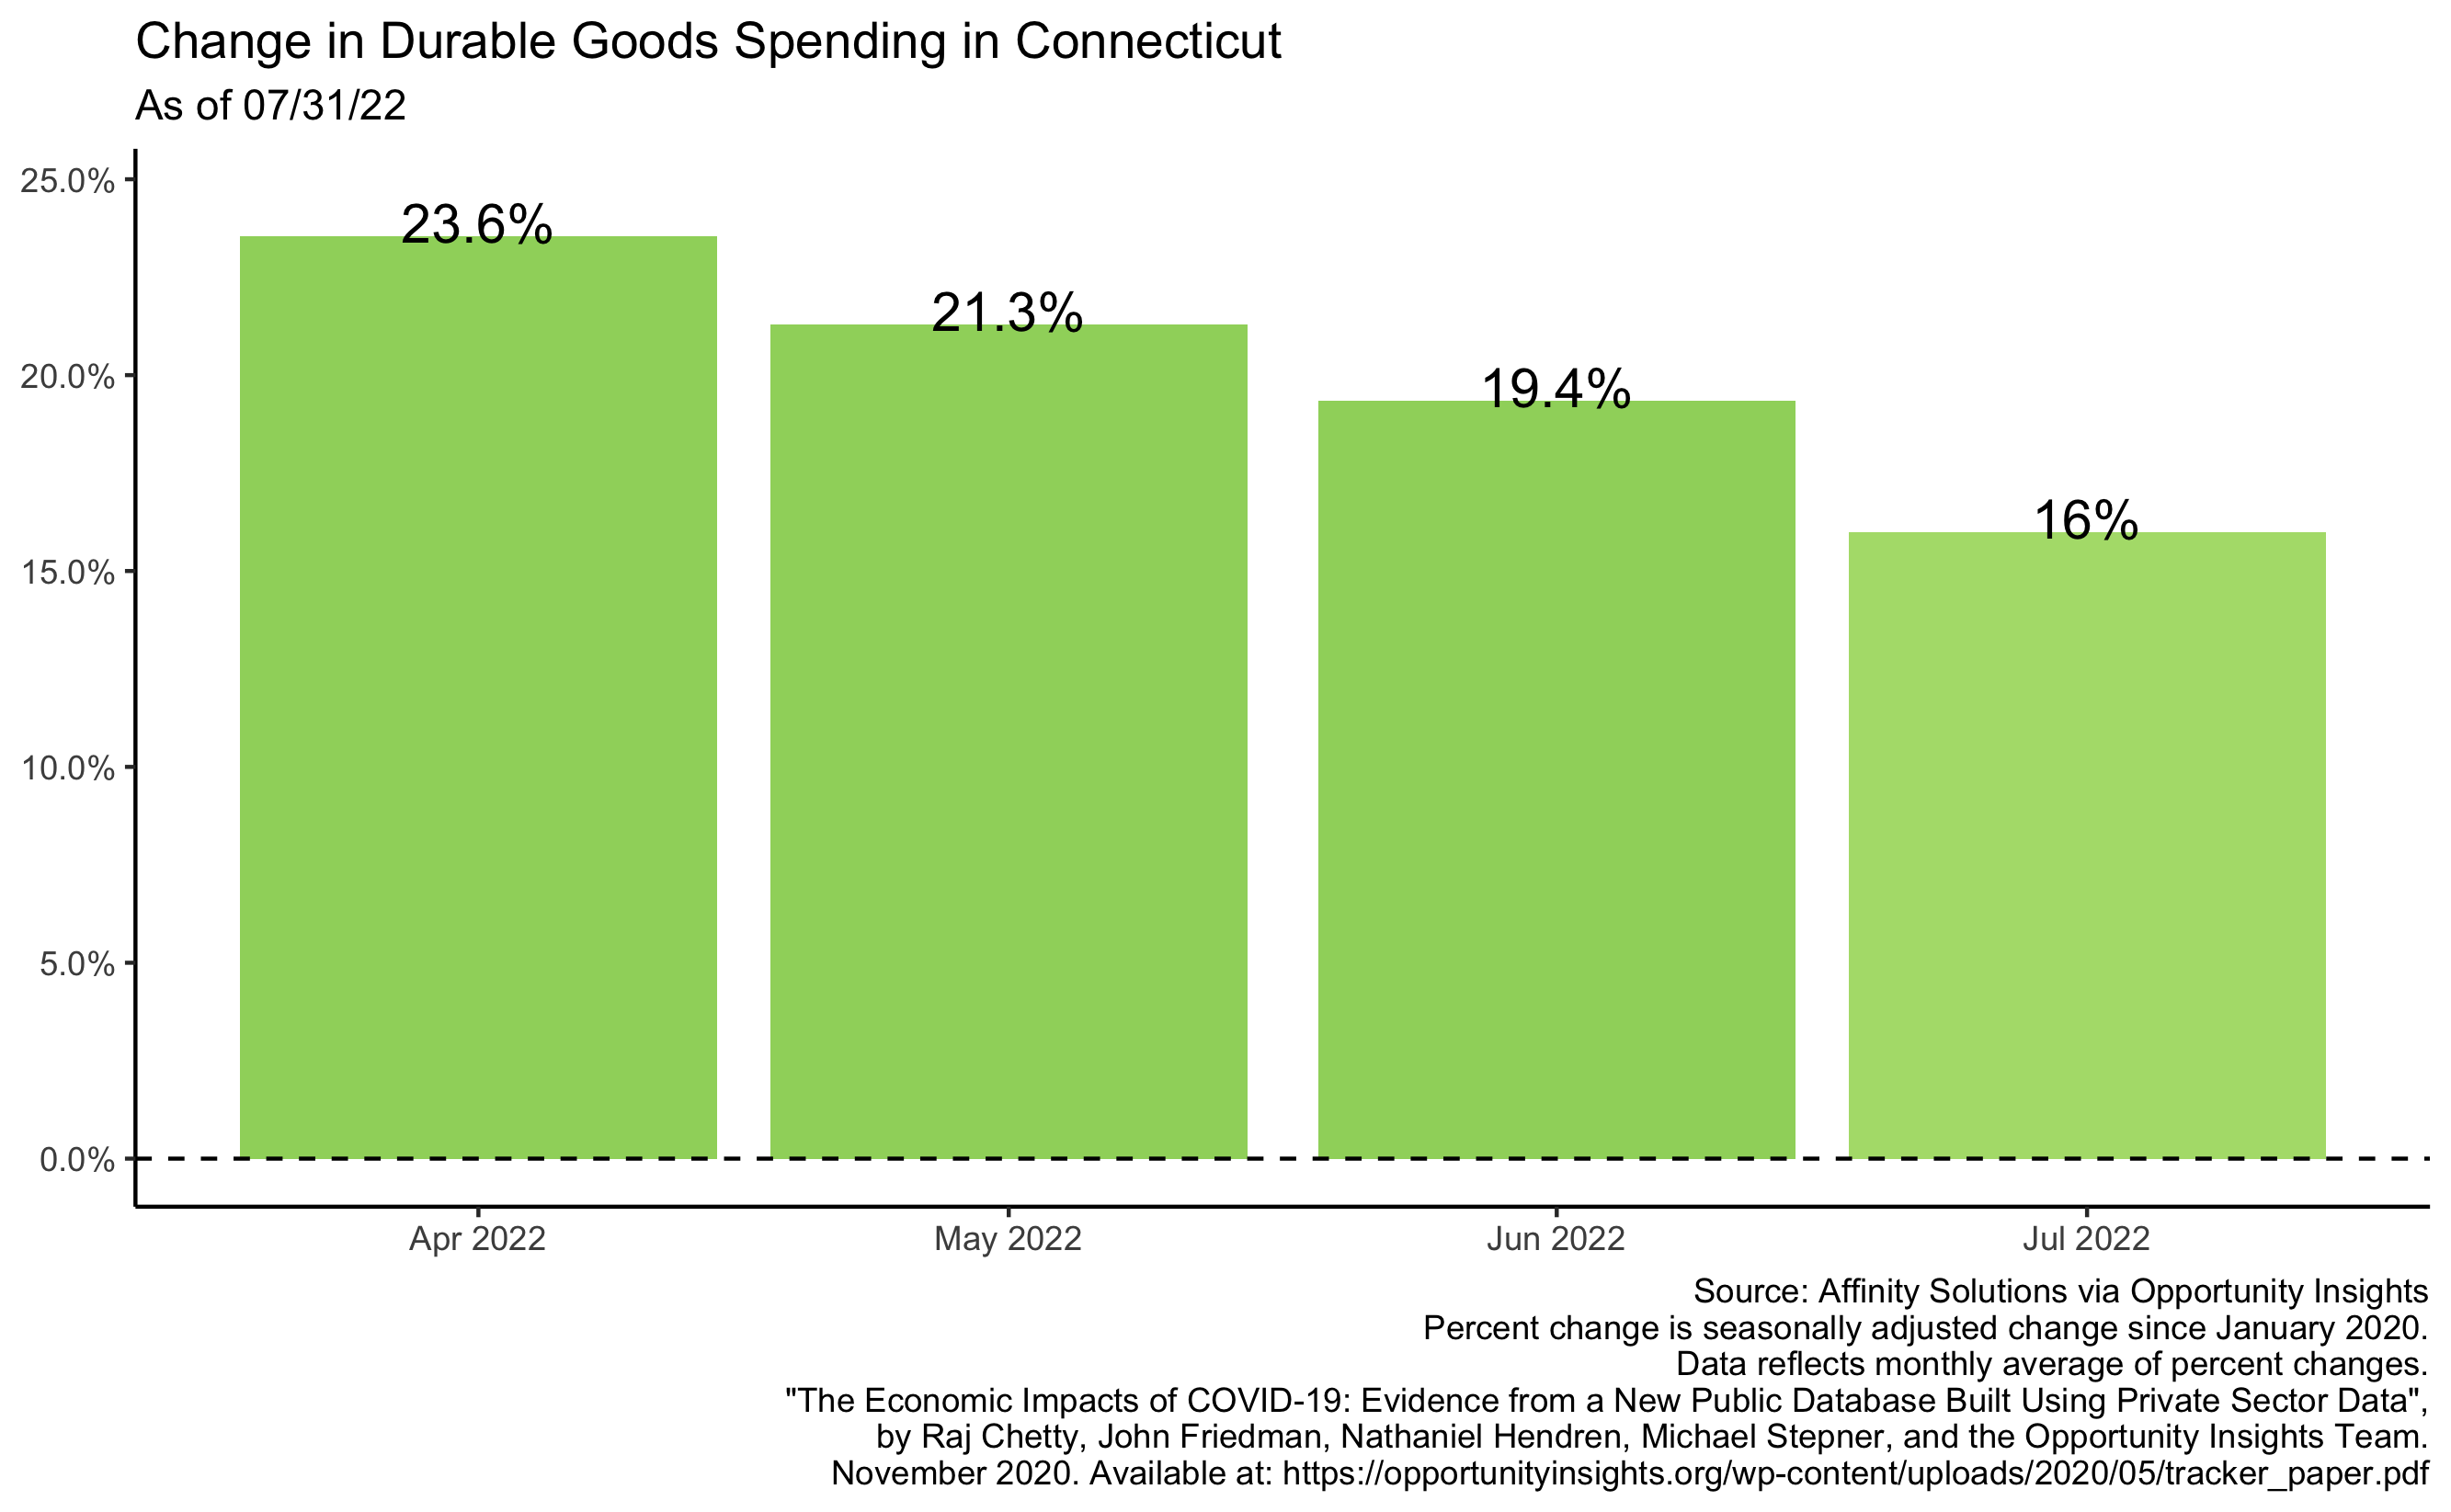 Change in Durable Goods Spending in Connecticut
As of 07/31/22
25.0%
20.0%
15.0%
10.0%
5.0%
0.0%
23.6%
21.3%
19.4%
16%
Apr 2022
May 2022
Jun 2022
Jul 2022
Source: Affinity Solutions via Opportunity Insights
Percent change is seasonally adjusted change since January 2020.
Data reflects monthly average of percent changes.
"The Economic Impacts of COVID-19: Evidence from a New Public Database Built Using Private Sector Data",
by Raj Chetty, John Friedman, Nathaniel Hendren, Michael Stepner, and the Opportunity Insights Team.
November 2020. Available at: https://opportunityinsights.org/wp-content/uploads/2020/05/tracker_paper.pdf